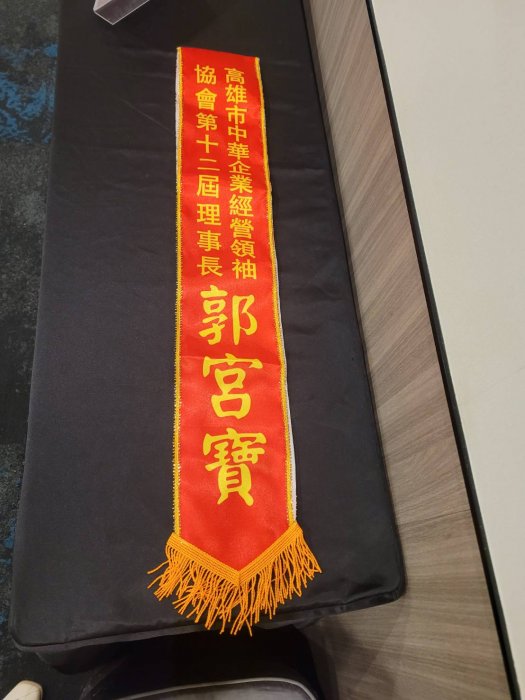 高雄市中華企業經營領袖
協會第十二屆理事長
郭宮寶